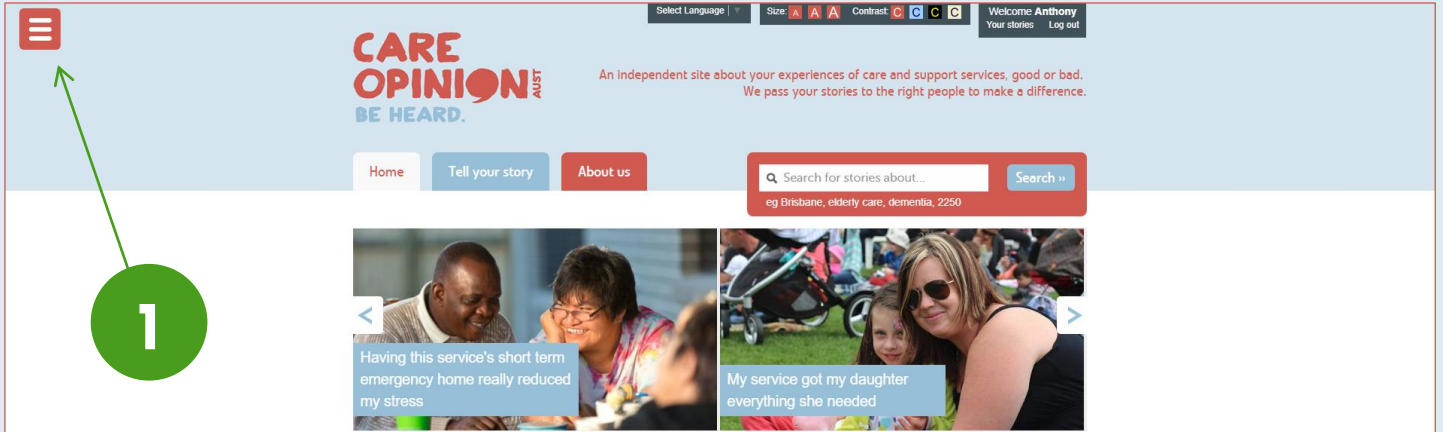 Select Language | ▼
Size: A A A Contrast: C C C C
Welcome Anthony
Your stories Log out
CARE
OPINION AUST
BE HEARD.
An independent site about your experiences of care and support services, good or bad.
We pass your stories to the right people to make a difference.
Home
Tell your story
About us
Search for stories about...
Search »
eg Brisbane, elderly care, dementia, 2250
1
<
Having this service's short term
emergency home really reduced
my stress
My service got my daughter
everything she needed
>